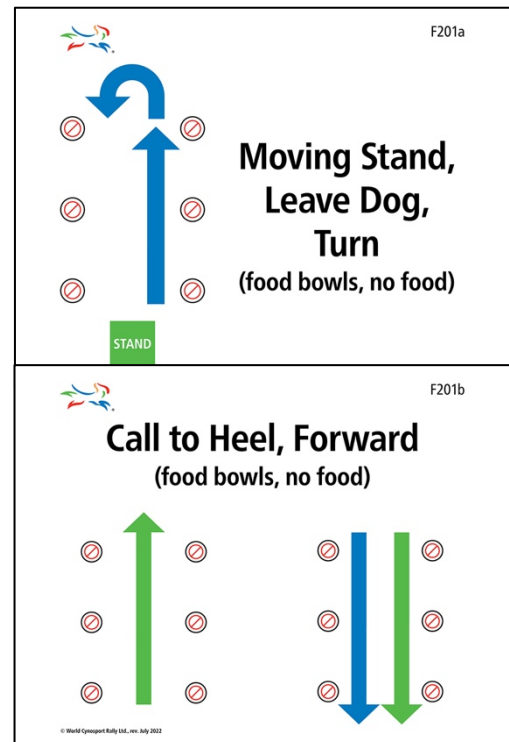 F201a
Moving Stand,
Leave Dog,
Turn
(food bowls, no food)
STAND
F201b
Call to Heel, Forward
(food bowls, no food)
© World Cynosport Rally Ltd., rev. July 2022